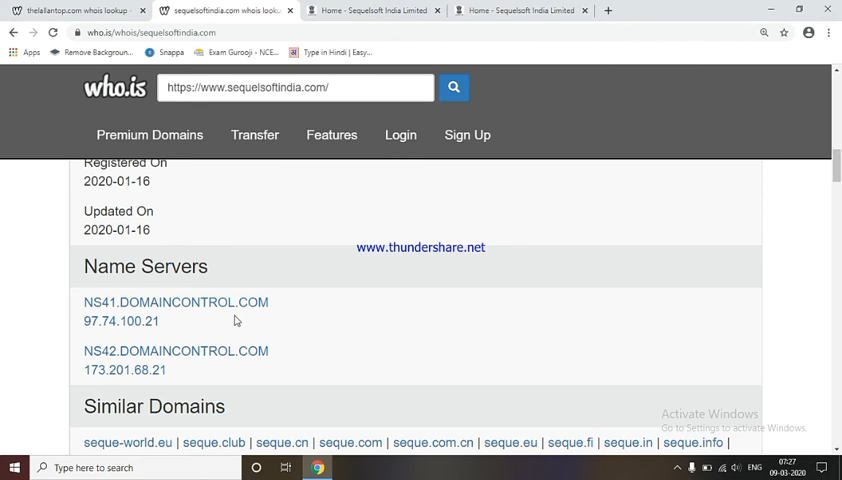 thelallantop.com whois lookup -
sequelsoftindia.com whois looku
Home - Sequelsoft India Limited
Home - Sequelsoft India Limited
who.is/whois/sequelsoftindia.com
Apps
Remove Backgroun...
Snappa
Exam Gurooji - NCE...
Type in Hindi | Easy...
who.is
https://www.sequelsoftindia.com/
Premium Domains
Transfer
Features
Login
Sign Up
Registered On
2020-01-16
Updated On
2020-01-16
www.thundershare.net
Name Servers
NS41.DOMAINCONTROL.COM
97.74.100.21
NS42.DOMAINCONTROL.COM
173.201.68.21
Similar Domains
seque-world.eu | seque.club | seque.cn | seque.com | seque.com.cn | seque.eu | seque.fi | seque.in | seque.info |
Activate Windows
Go to Settings to activate Windows.
Type here to search
ENG
07:27
09-03-2020